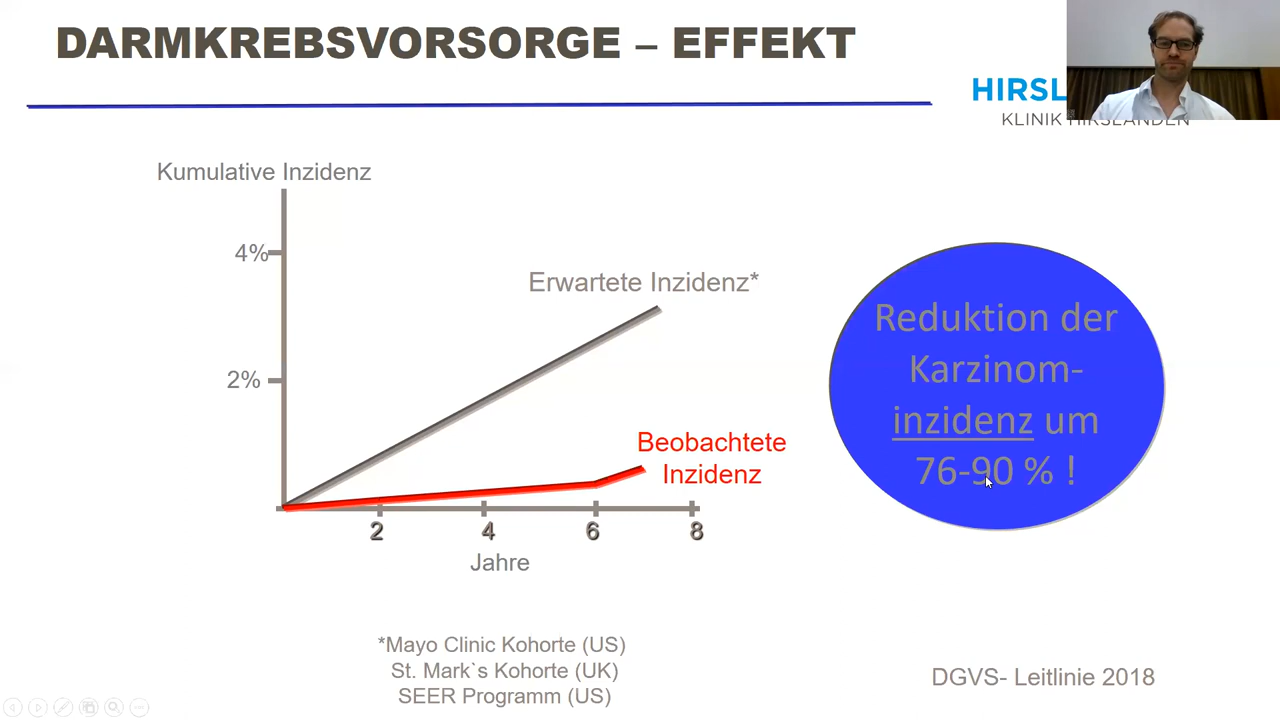 DARMKREBSVORSORGE – EFFEKT
HIRSL
KLINIK HIRSLANDEN
Kumulative Inzidenz
4%
2%
Erwartete Inzidenz*
Beobachtete
Inzidenz
2 4 6 8
Jahre
Reduktion der
Karzinom-
inzidenz um
76-90 % !
*Mayo Clinic Kohorte (US)
St. Mark`s Kohorte (UK)
SEER Programm (US)
DGVS- Leitlinie 2018